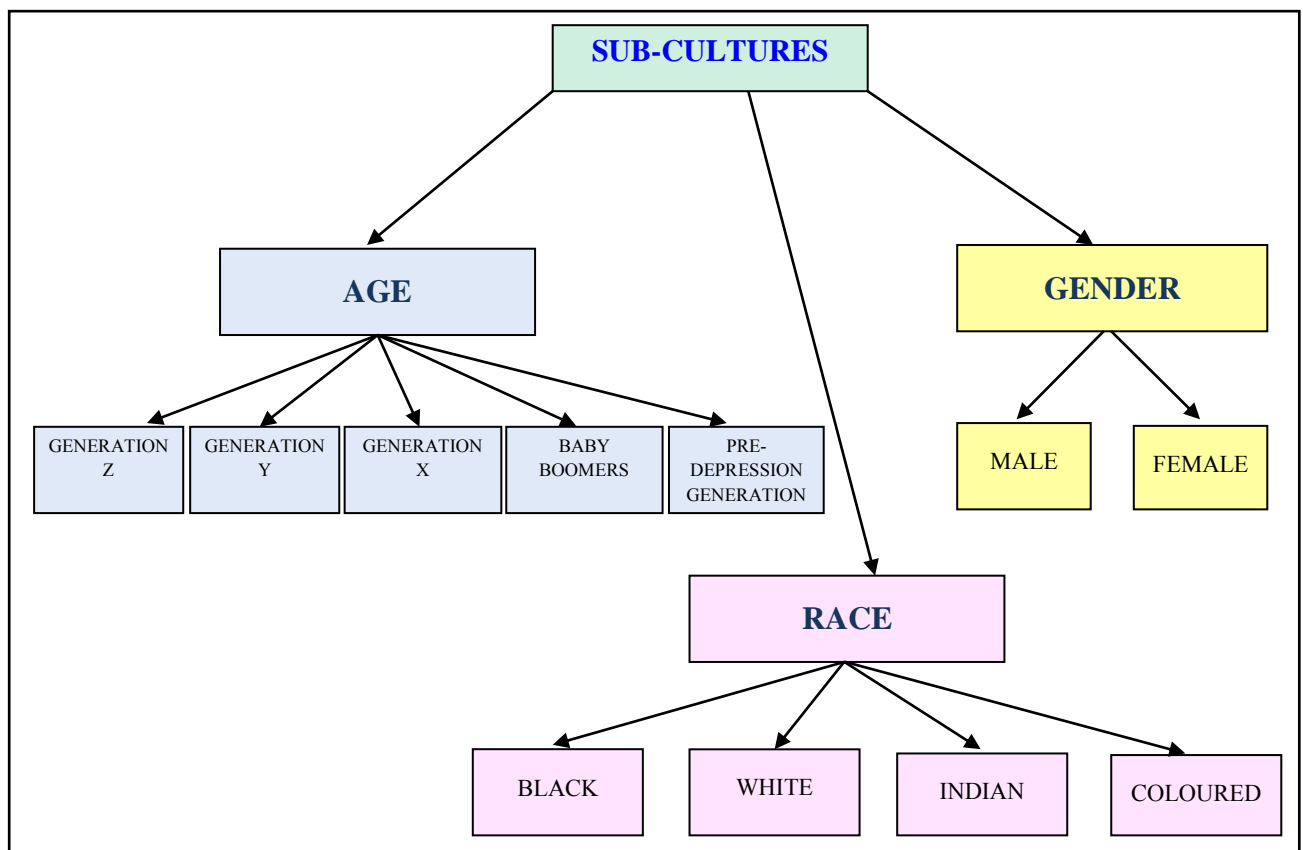 SUB-CULTURES
AGE
GENDER
GENERATION
Z
GENERATION
Y
GENERATION
X
BABY
BOOMERS
PRE-
DEPRESSION
GENERATION
MALE
FEMALE
RACE
BLACK
WHITE
INDIAN
COLOURED